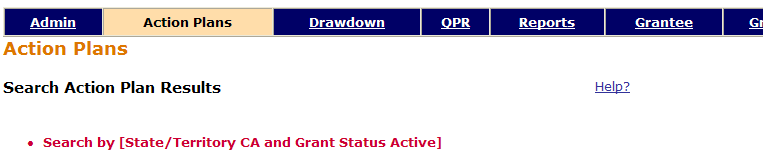 Admin Action Plans Drawdown QPR Reports Grantee
Action Plans
Search Action Plan Results Help?
• Search by [State/Territory CA and Grant Status Active]